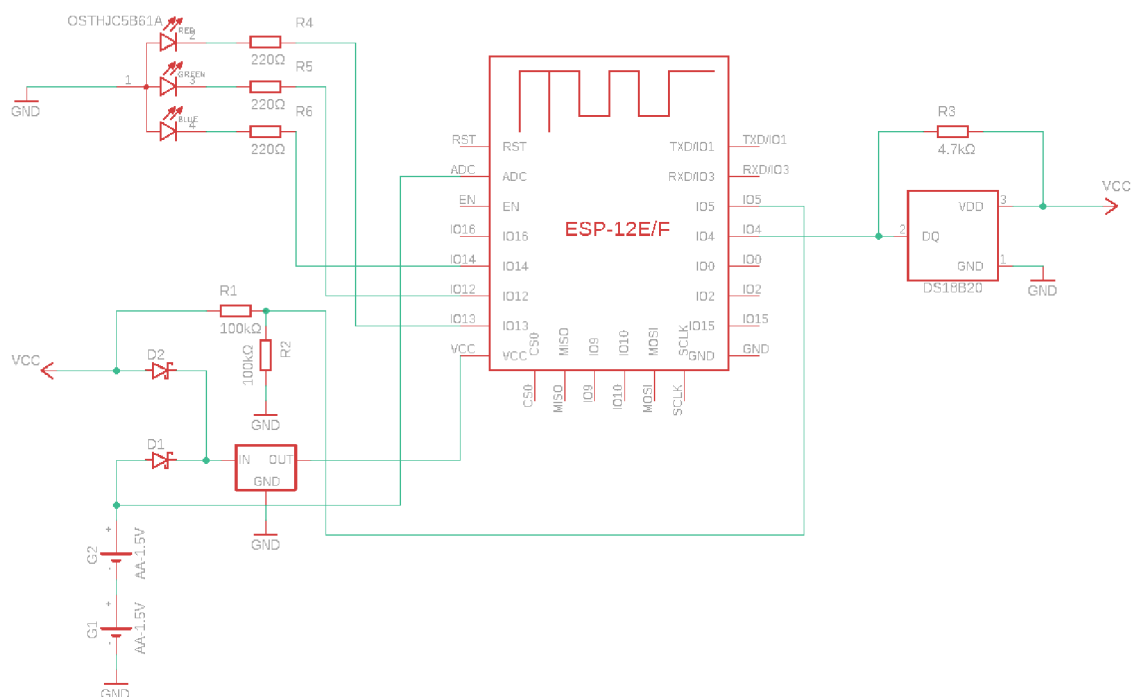 OSTHJC5B61A
RED
2
R4
220Ω
1
GREEN
3
R5
220Ω
GND
BLUE
4
R6
220Ω
RST
RST
ADC
ADC
EN
EN
IO16
IO16
IO14
IO14
IO12
IO12
IO13
IO13
VCC
VCC
ESP-12E/F
TXD/IO1
TXD/IO1
RXD/IO3
RXD/IO3
IO5
IO5
IO4
IO4
IO0
IO0
IO2
IO2
IO15
IO15
GND
GND
CS0
MISO
IO9
IO10
MOSI
SCLK
CS0
MISO
IO9
IO10
MOSI
SCLK
R3
4.7kΩ
VCC
VDD
3
2
DQ
GND
1
DS18B20
GND
R1
100kΩ
100kΩ
R2
GND
VCC
D2
D1
IN
OUT
GND
GND
+
G2
-
AA-1.5V
+
G1
-
AA-1.5V
GND